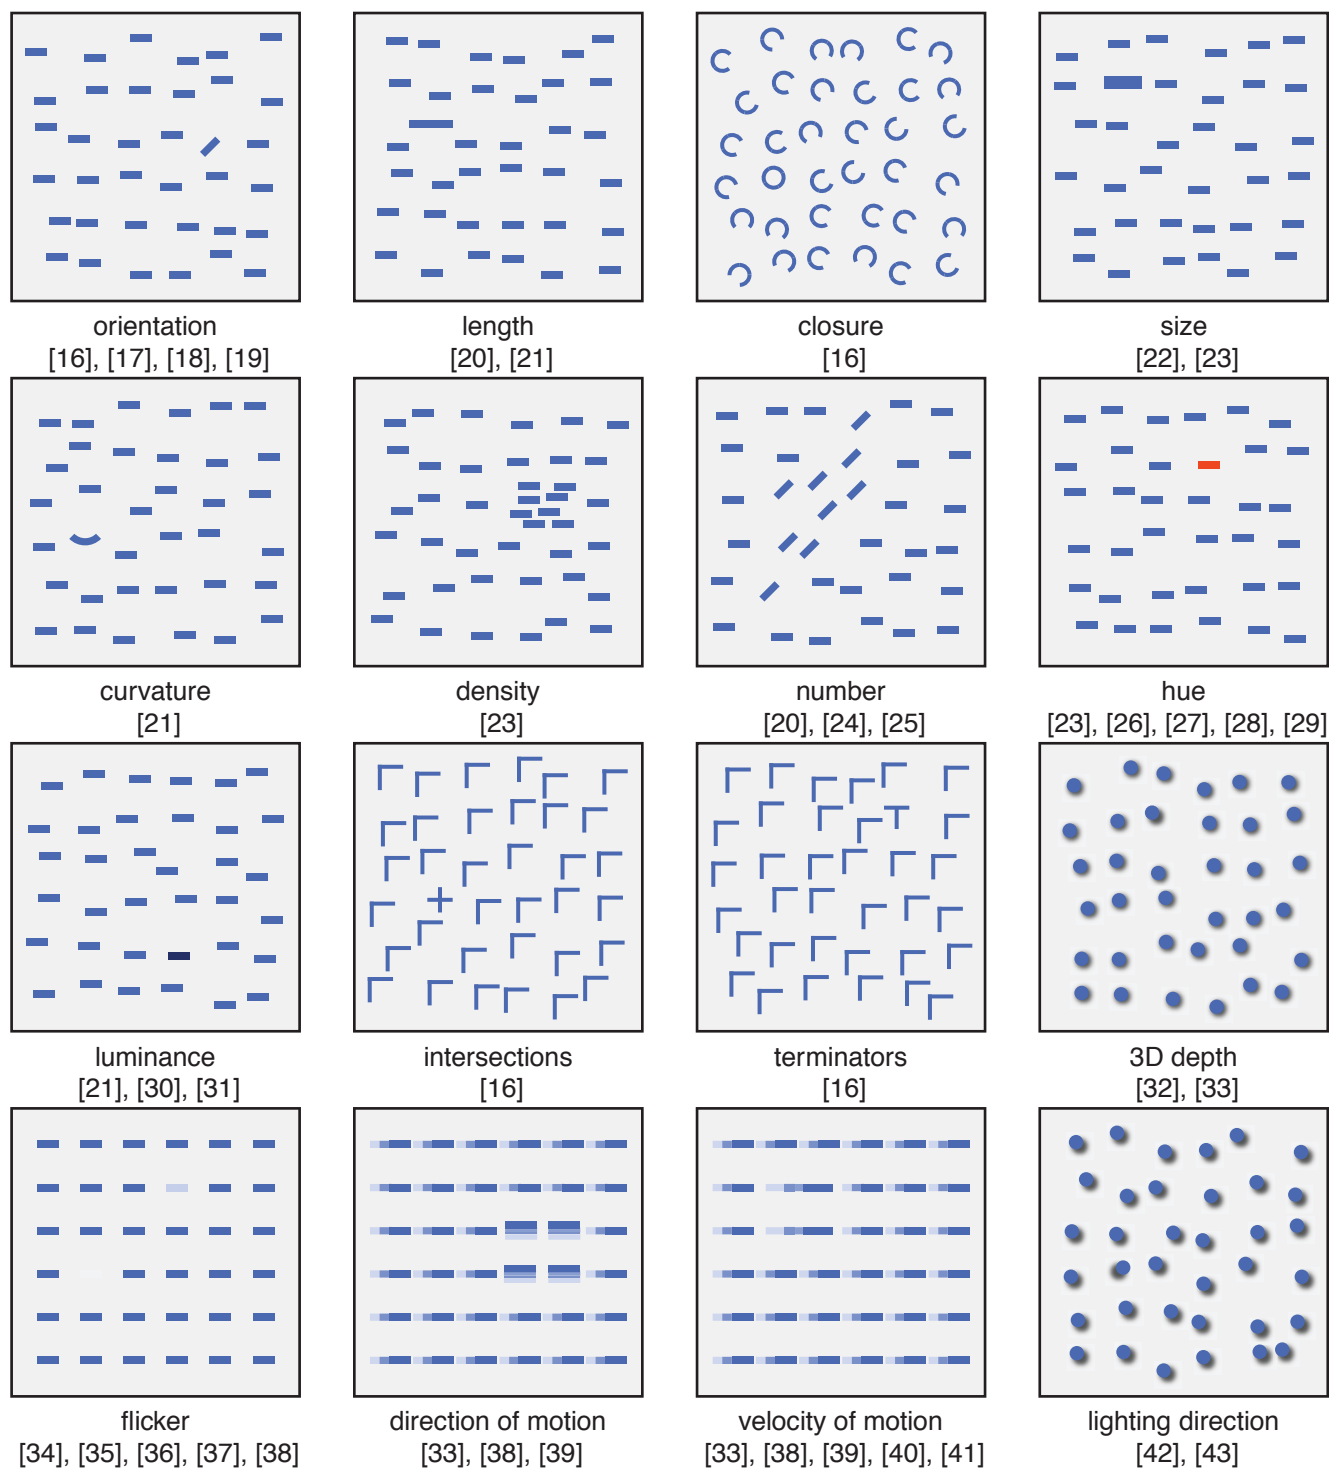 orientation
[16], [17], [18], [19]
length
[20], [21]
closure
[16]
size
[22], [23]
curvature
[21]
density
[23]
number
[20], [24], [25]
hue
[23], [26], [27], [28], [29]
luminance
[21], [30], [31]
intersections
[16]
terminators
[16]
3D depth
[32], [33]
flicker
[34], [35], [36], [37], [38]
direction of motion
[33], [38], [39]
velocity of motion
[33], [38], [39], [40], [41]
lighting direction
[42], [43]